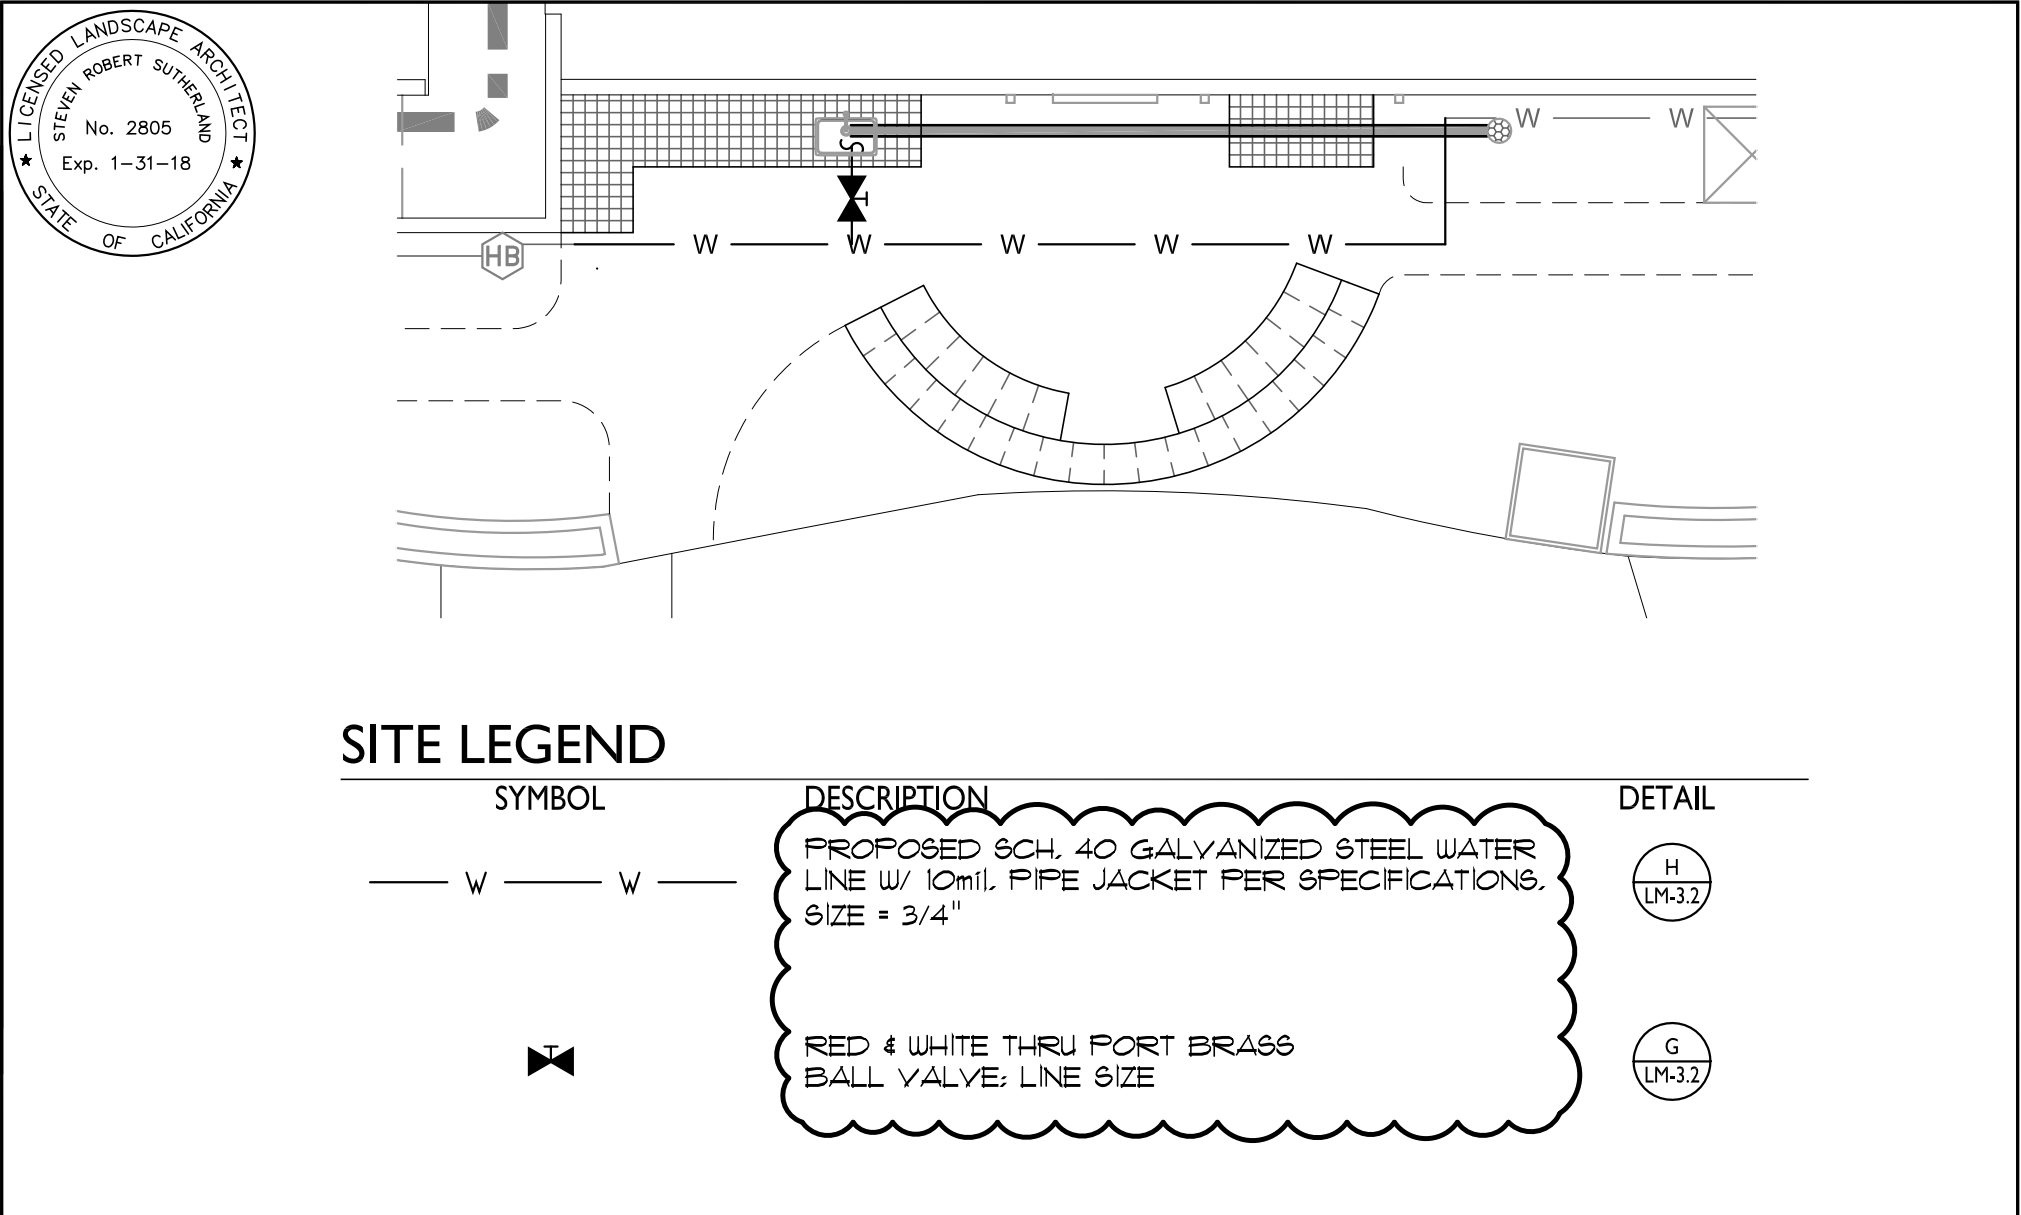 LICENSED LANDSCAPE ARCHITECT
STEVEN ROBERT SUTHERLAND
No. 2805
Exp. 1-31-18
STATE OF CALIFORNIA
W W
S
HB
W W W W W
SITE LEGEND
SYMBOL DESCRIPTION DETAIL
PROPOSED SCH. 40 GALVANIZED STEEL WATER
LINE W/ 10mil. PIPE JACKET PER SPECIFICATIONS.
SIZE = 3/4"
W W
H
LM-3.2
RED & WHITE THRU PORT BRASS
BALL VALVE; LINE SIZE
G
LM-3.2